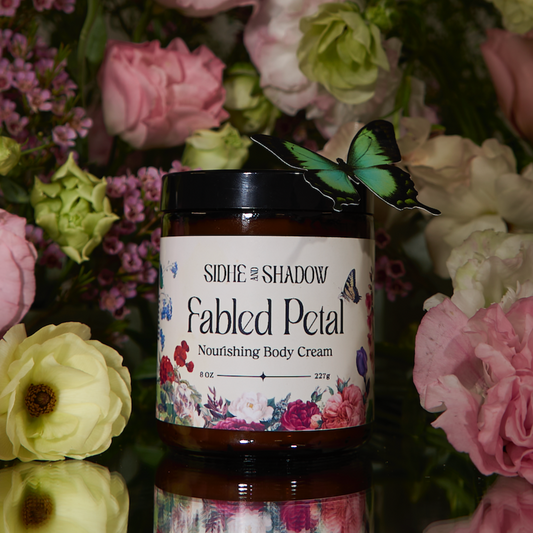 SIDHE AND SHADOW
Fabled Petal
Nourishing Body Cream
8 OZ 227g